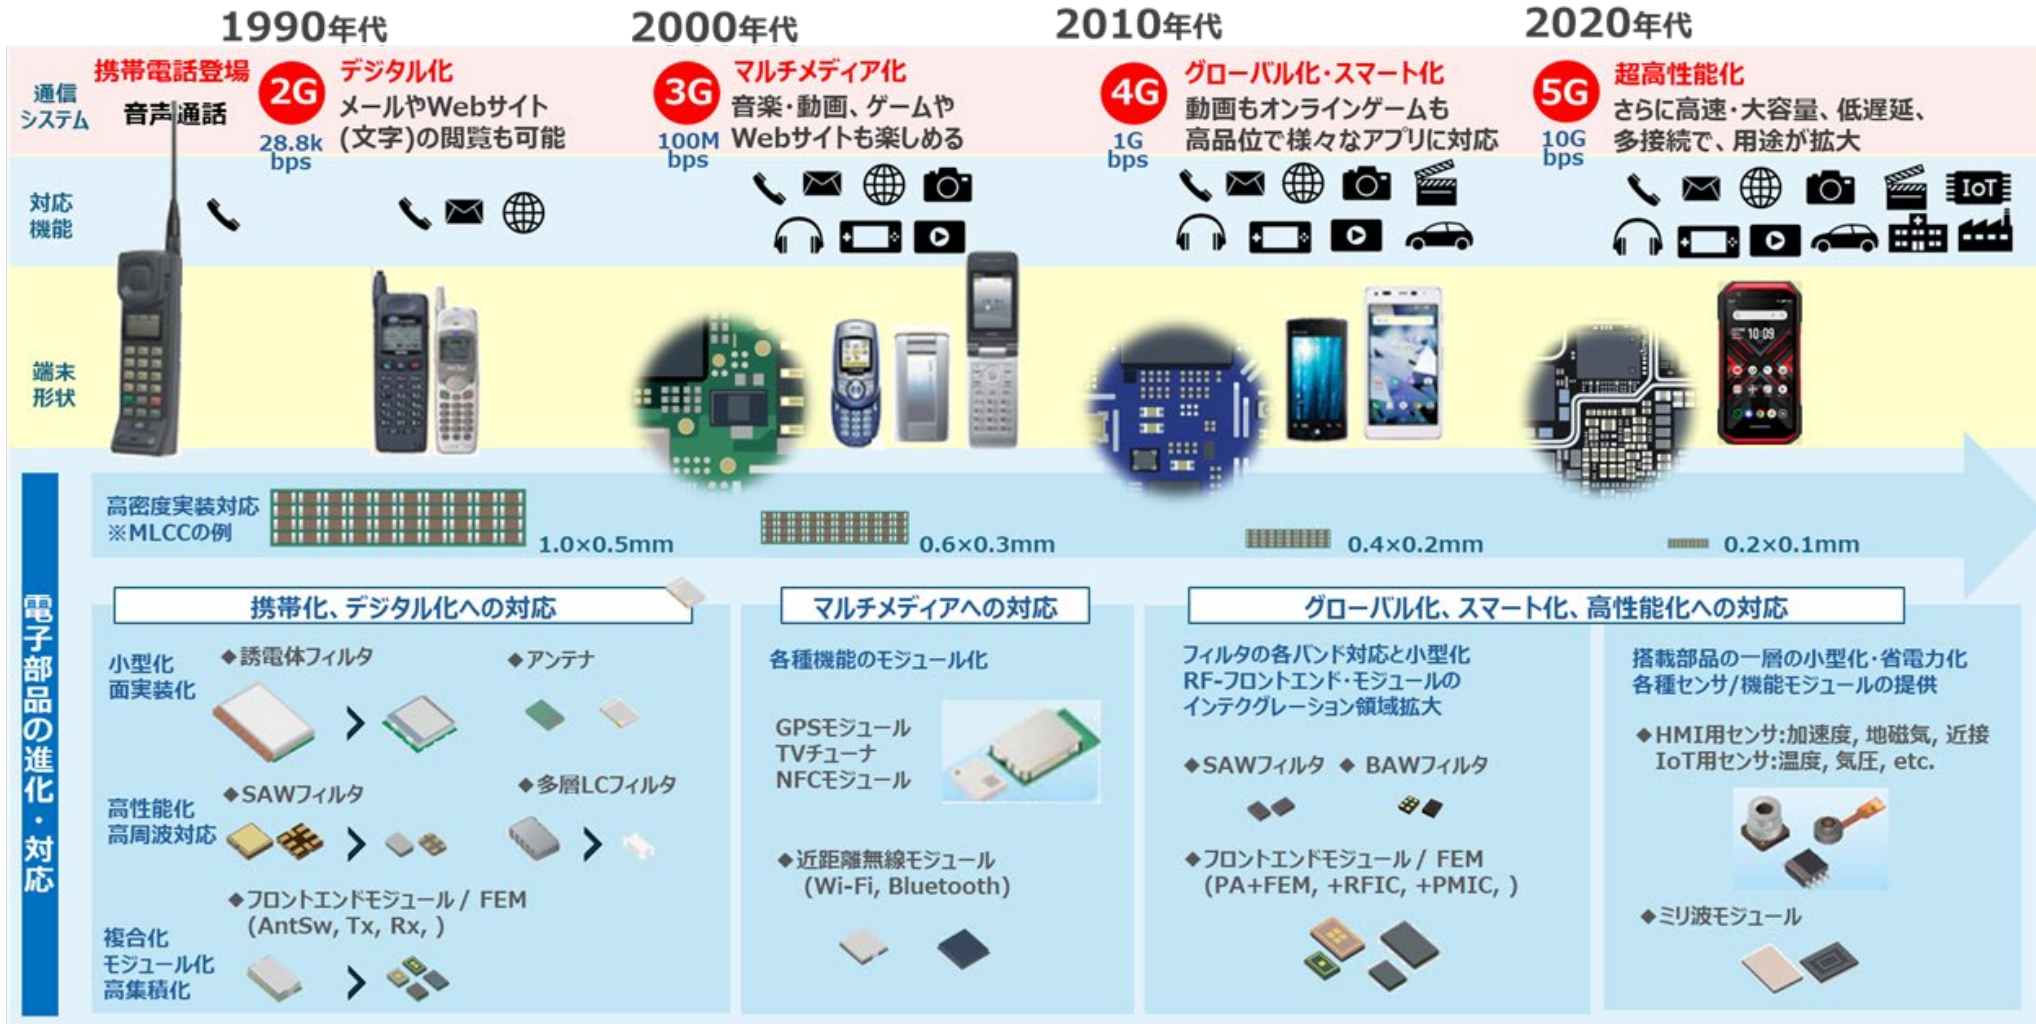 1990年代
2000年代
2010年代
2020年代
通信
システム
携帯電話登場
音声通話
2G
28.8k
bps
デジタル化
メールやWebサイト
(文字)の閲覧も可能
3G
100M
bps
マルチメディア化
音楽・動画、ゲームや
Webサイトも楽しめる
4G
1G
bps
グローバル化・スマート化
動画もオンラインゲームも
高品位で様々なアプリに対応
5G
10G
bps
超高性能化
さらに高速・大容量、低遅延、
多接続で、用途が拡大
対応
機能
IoT
端末
形状
10:09
電子部品の進化・対応
高密度実装対応
※MLCCの例
1.0×0.5mm
0.6×0.3mm
0.4×0.2mm
0.2×0.1mm
携帯化、デジタル化への対応
小型化
面実装化
◆誘電体フィルタ
◆アンテナ
高性能化
高周波対応
◆SAWフィルタ
◆多層LCフィルタ
複合化
モジュール化
高集積化
◆フロントエンドモジュール / FEM
(AntSw, Tx, Rx, )
マルチメディアへの対応
各種機能のモジュール化
GPSモジュール
TVチューナ
NFCモジュール
◆近距離無線モジュール
(Wi-Fi, Bluetooth)
グローバル化、スマート化、高性能化への対応
フィルタの各バンド対応と小型化
RF-フロントエンド・モジュールの
インテクグレーション領域拡大
◆SAWフィルタ ◆ BAWフィルタ
◆フロントエンドモジュール / FEM
(PA+FEM, +RFIC, +PMIC, )
搭載部品の一層の小型化・省電力化
各種センサ/機能モジュールの提供
◆HMI用センサ:加速度, 地磁気, 近接
IoT用センサ:温度, 気圧, etc.
◆ミリ波モジュール